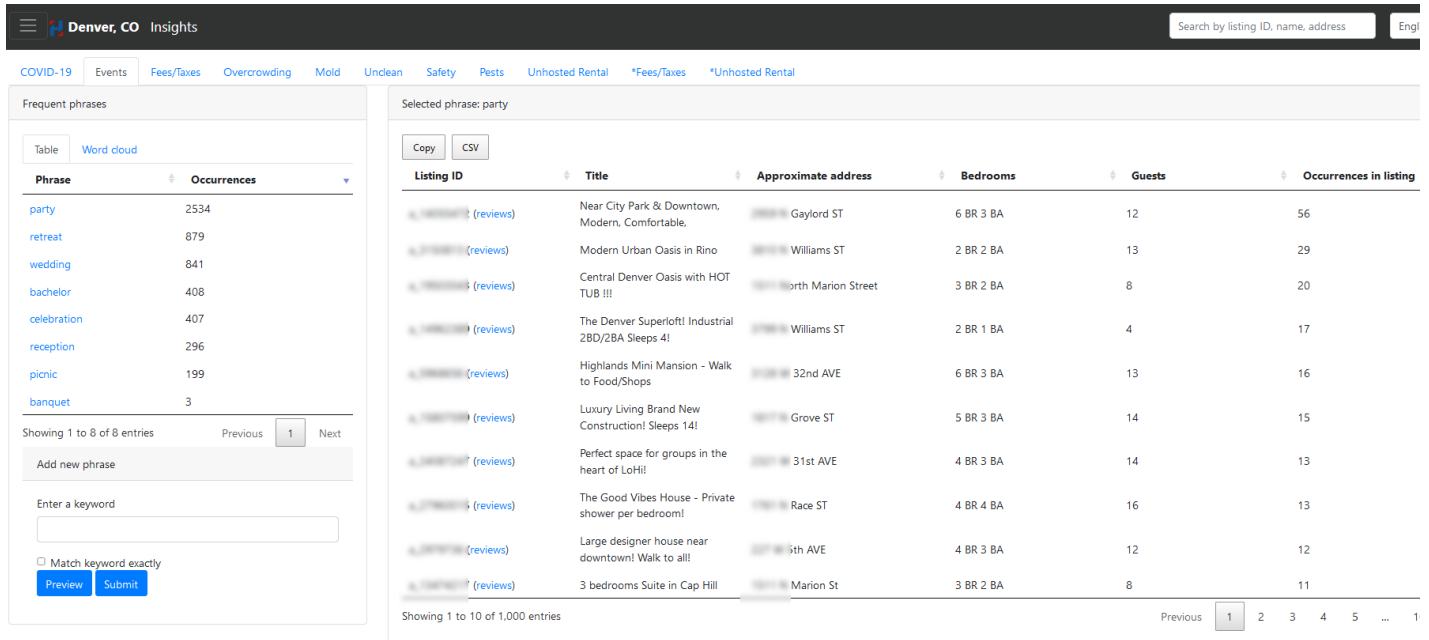 Denver, CO Insights
Search by listing ID, name, address
Engl
COVID-19 Events Fees/Taxes Overcrowding Mold Unclean Safety Pests Unhosted Rental *Fees/Taxes *Unhosted Rental
Frequent phrases
Table Word cloud
Phrase Occurrences
party 2534
retreat 879
wedding 841
bachelor 408
celebration 407
reception 296
picnic 199
banquet 3
Showing 1 to 8 of 8 entries Previous 1 Next
Add new phrase
Enter a keyword
Match keyword exactly
Preview Submit
Selected phrase: party
Copy CSV
Listing ID Title Approximate address Bedrooms Guests Occurrences in listing
(reviews) Near City Park & Downtown, Gaylord ST 6 BR 3 BA 12 56
Modern, Comfortable,
(reviews) Modern Urban Oasis in Rino Williams ST 2 BR 2 BA 13 29
(reviews) Central Denver Oasis with HOT Marion Street 3 BR 2 BA 8 20
TUB !!!
(reviews) The Denver Superloft! Industrial Williams ST 2 BR 1 BA 4 17
2BD/2BA Sleeps 4!
(reviews) Highlands Mini Mansion - Walk 32nd AVE 6 BR 3 BA 13 16
to Food/Shops
(reviews) Luxury Living Brand New Grove ST 5 BR 3 BA 14 15
Construction! Sleeps 14!
(reviews) Perfect space for groups in the 31st AVE 4 BR 3 BA 14 13
heart of LoHi!
(reviews) The Good Vibes House - Private Race ST 4 BR 4 BA 16 13
shower per bedroom!
(reviews) Large designer house near 5th AVE 4 BR 3 BA 12 12
downtown! Walk to all!
(reviews) 3 bedrooms Suite in Cap Hill Marion St 3 BR 2 BA 8 11
Showing 1 to 10 of 1,000 entries Previous 1 2 3 4 5 ...